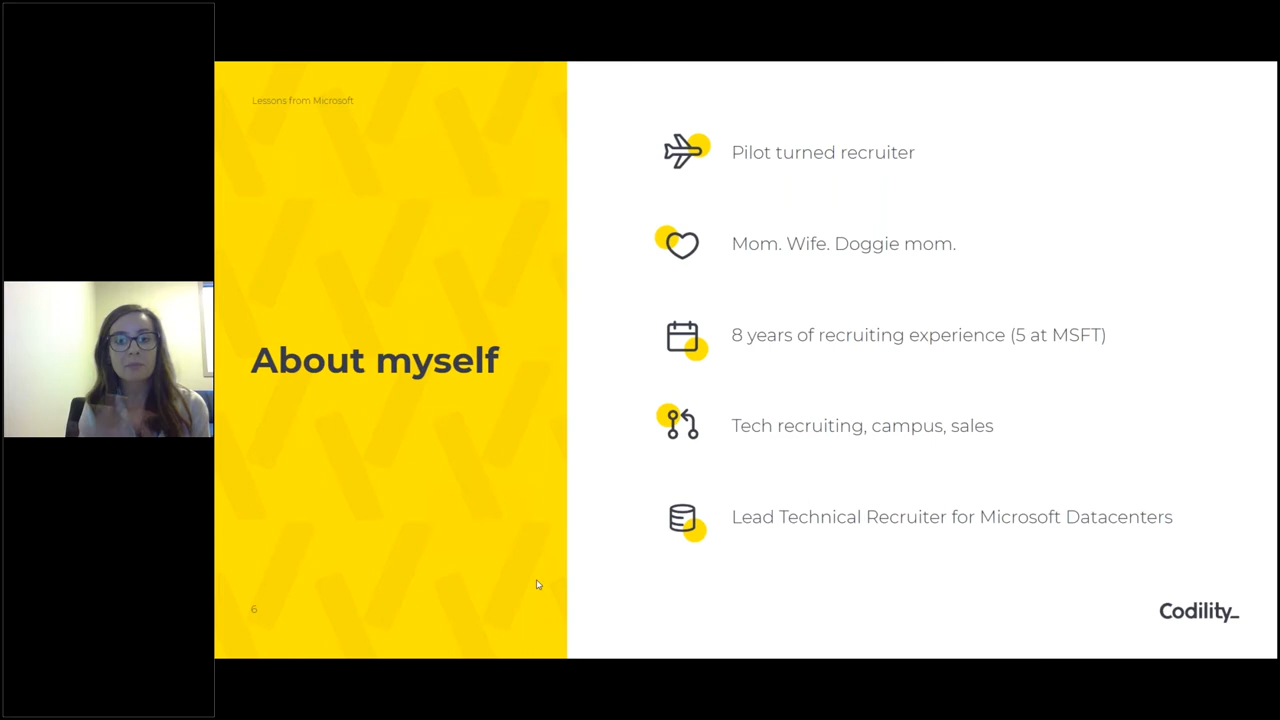 Lessons from Microsoft
About myself
6
Pilot turned recruiter
Mom. Wife. Doggie mom.
8 years of recruiting experience (5 at MSFT)
Tech recruiting, campus, sales
Lead Technical Recruiter for Microsoft Datacenters
Codility_